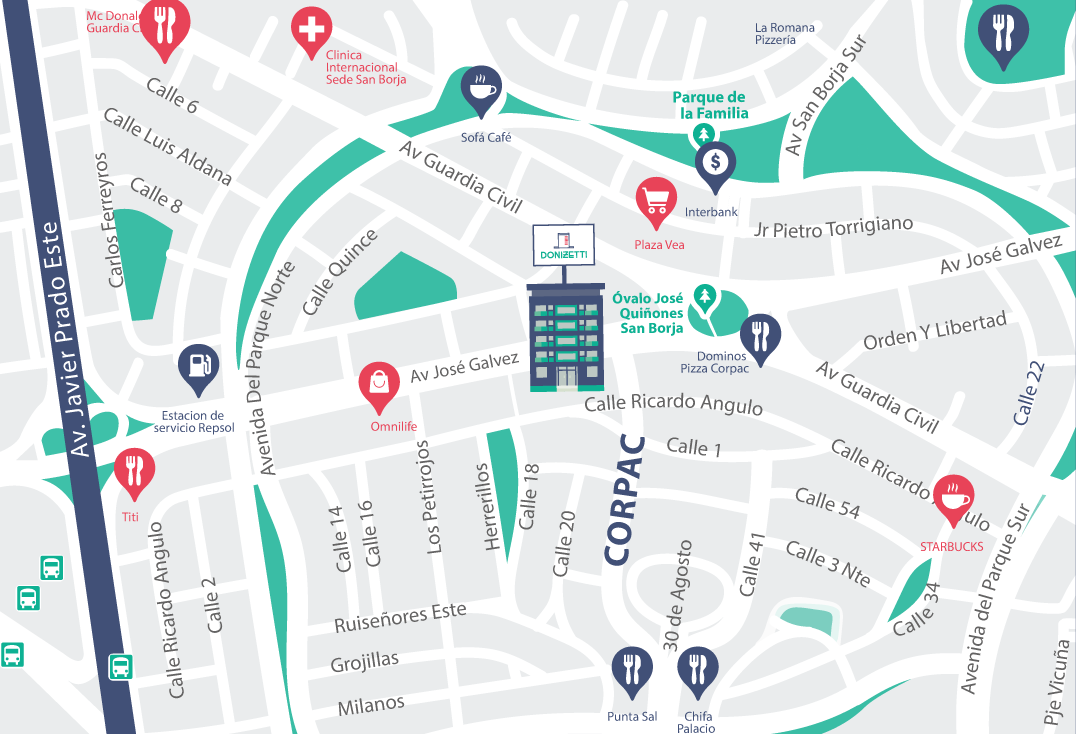 Mc Donal
Guardia C
Clinica
Internacional
Sede San Borja
La Romana
Pizzería
Av San Borja Sur
Calle 6
Calle Luis Aldana
Calle 8
Carlos Ferreyros
Sofá Café
Parque de
la Familia
$
Interbank
Av Guardia Civil
Plaza Vea
Jr Pietro Torrigiano
Av José Galvez
Av. Javier Prado Este
Avenida Del Parque Norte
Calle Quince
DONIZETTI
Óvalo José
Quiñones
San Borja
Dominos
Pizza Corpac
Orden Y Libertad
Av Guardia Civil
Calle 22
Estacion de
servicio Repsol
Av José Galvez
Omnilife
Calle Ricardo Angulo
Calle 1
CORPAC
Calle Ricardo Angulo
Titi
Calle 14
Calle 16
Los Petirrojos
Herrerillos
Calle 18
Calle 20
Calle 41
Calle 54
Calle 3 Nte
STARBUCKS
Calle 34
Avenida del Parque Sur
Calle Ricardo Angulo
Calle 2
Ruiseñores Este
Grojillas
Milanos
30 de Agosto
Punta Sal
Chifa
Palacio
Pje Vicuña